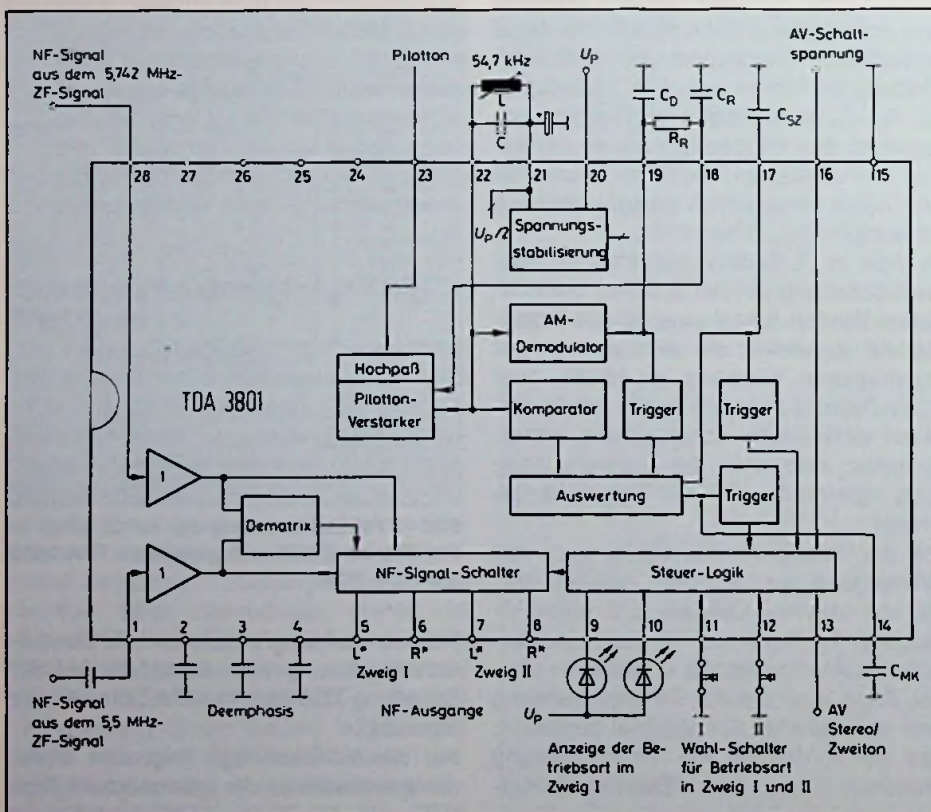 NF-Signal
aus dem 5,742 MHz-
ZF-Signal
Pilotton
54,7 kHz
L
C
+
U_P
C_D
C_R
R_R
C_SZ
AV-Schalt-
spannung
28 27 26 25 24 23 22 21 20 19 18 17 16 15
U_P/2
Spannungs-
stabilisierung
Hochpaß
Pilotton-
Verstarker
AM-
Demodulator
TDA 3801
Komparator
Trigger
Trigger
Auswertung
Trigger
1
1
Dematrix
NF-Signal-Schalter
Steuer-Logik
1 2 3 4 5 6 7 8 9 10 11 12 13 14
L* R* L* R*
Zweig I Zweig II
C_MK
NF-Signal
aus dem 5,5 MHz-
ZF-Signal
Deemphasis
NF-Ausgange
U_P
I II
AV
Stereo/
Zweiton
Anzeige der Be-
triebsart im
Zweig I
Wahl-Schalter
für Betriebsart
in Zweig I und II